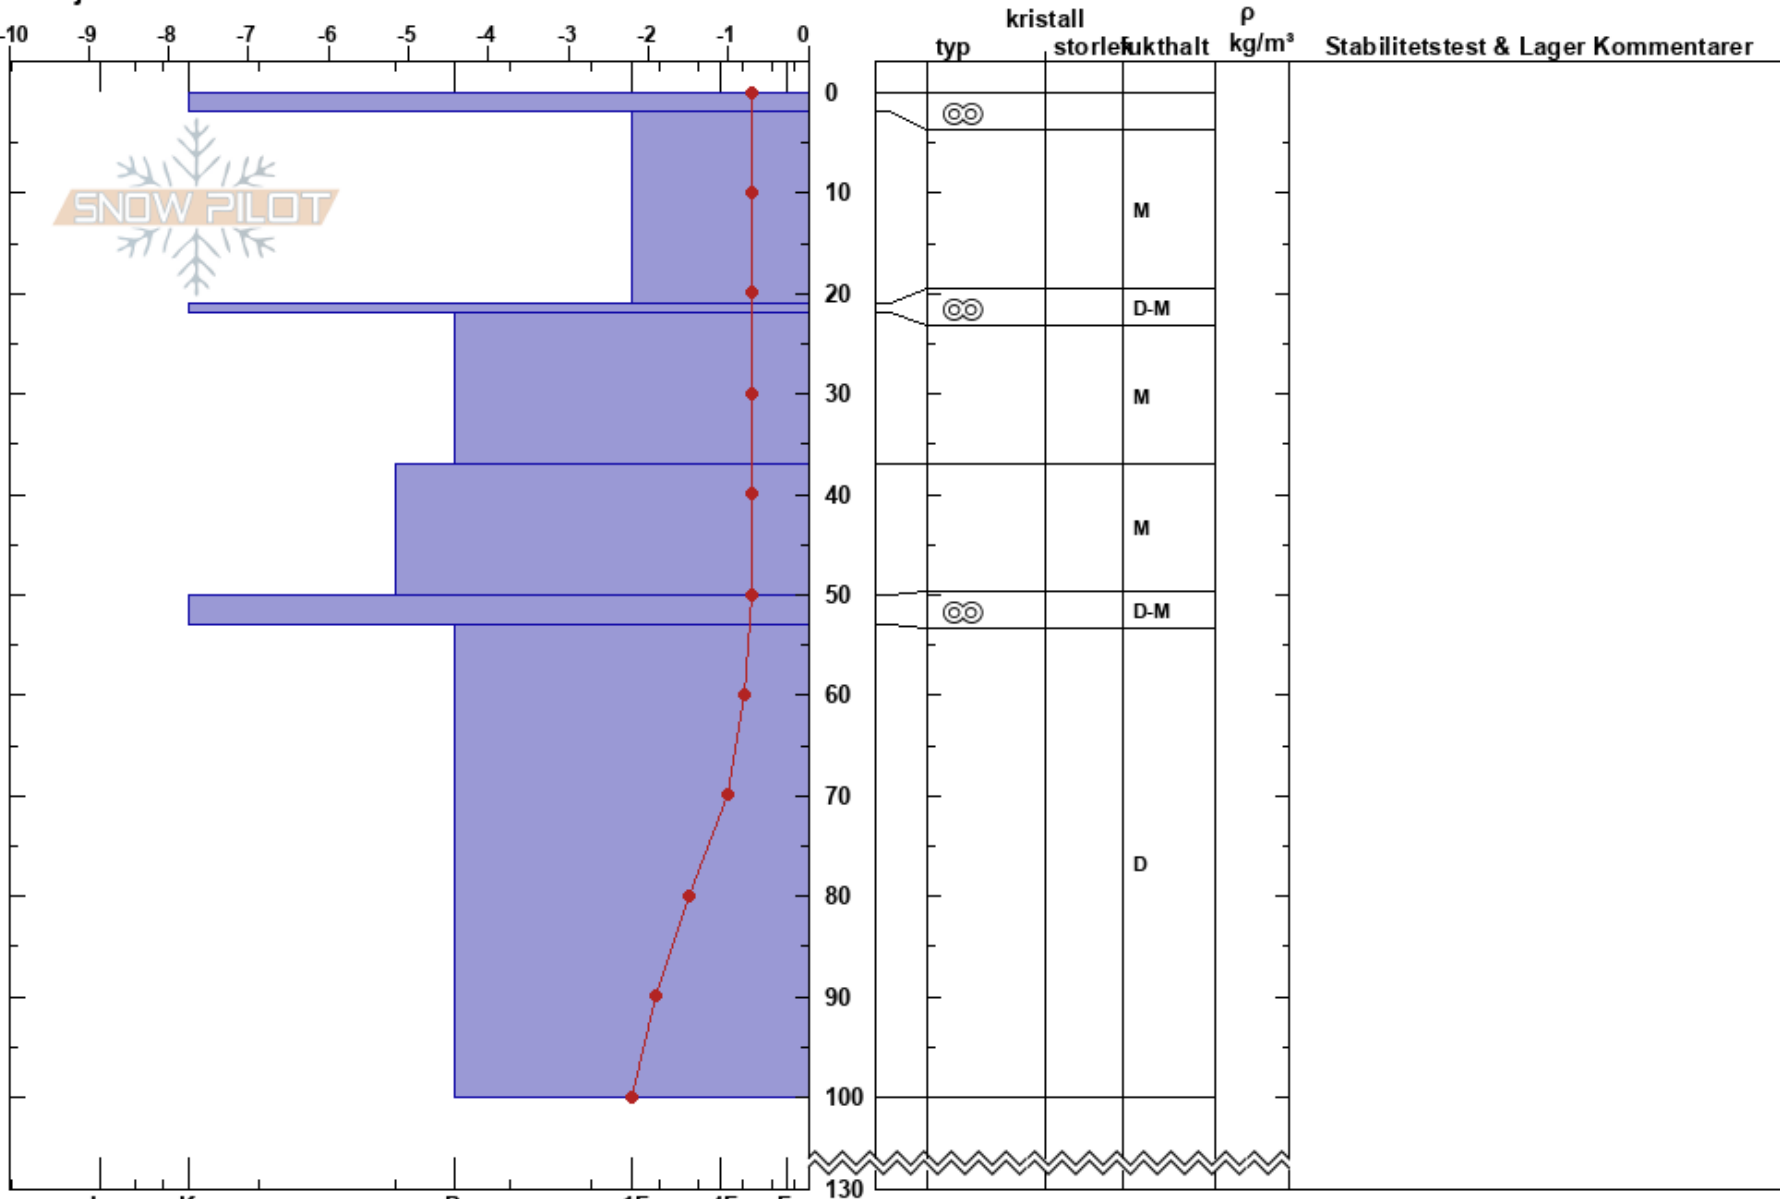 kristall ρ
-10 -9 -8 -7 -6 -5 -4 -3 -2 -1 0 typ storlek fukthalt kg/m³ Stabilitetstest & Lager Kommentarer
0
SNOW PILOT
10
M
20
D-M
30
M
40
M
50
D-M
60
70
80
D
90
100
130